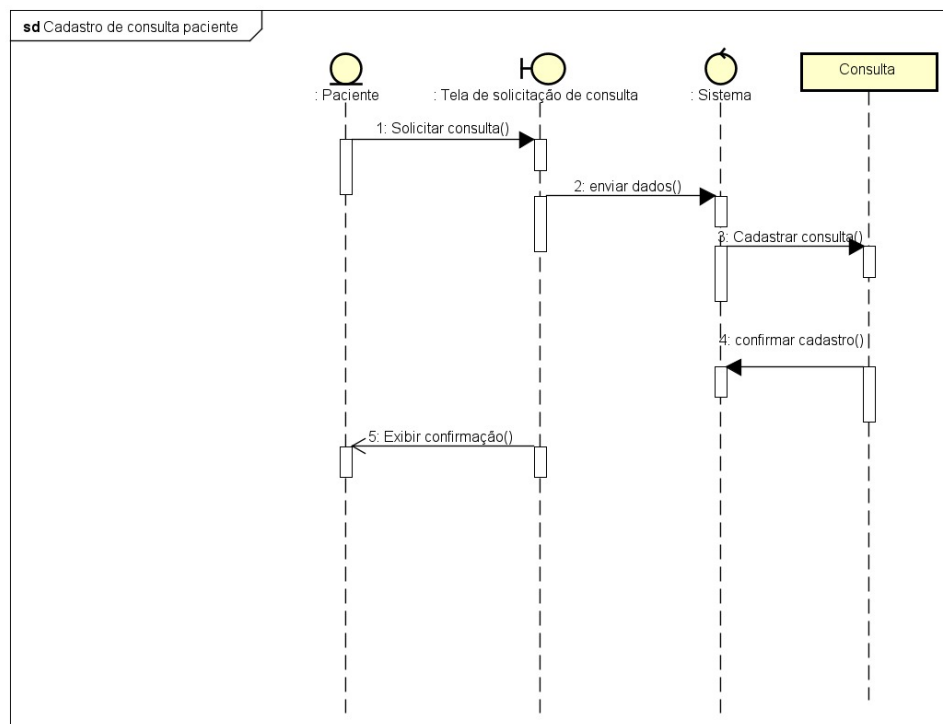 sd Cadastro de consulta paciente
: Paciente
: Tela de solicitação de consulta
: Sistema
Consulta
1: Solicitar consulta()
2: enviar dados()
3: Cadastrar consulta()
4: confirmar cadastro()
5: Exibir confirmação()